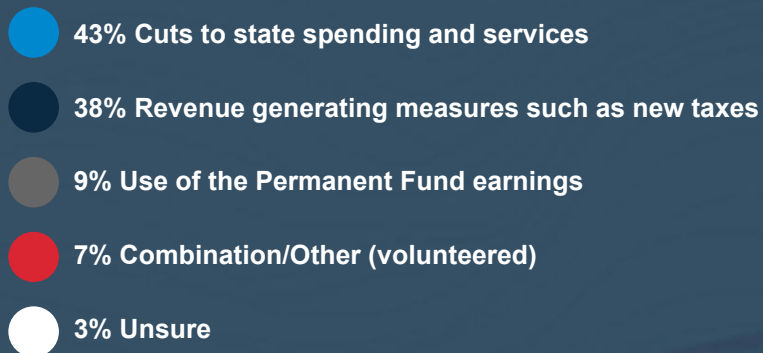 43% Cuts to state spending and services
38% Revenue generating measures such as new taxes
9% Use of the Permanent Fund earnings
7% Combination/Other (volunteered)
3% Unsure